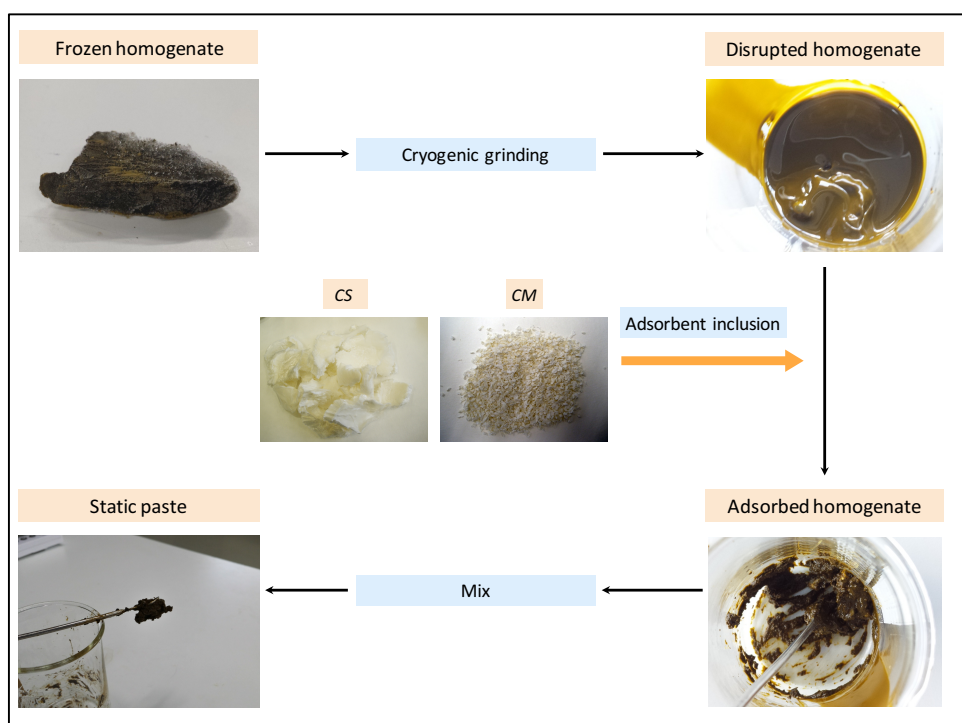 Frozen homogenate
Disrupted homogenate
Cryogenic grinding
CS
CM
Adsorbent inclusion
Static paste
Adsorbed homogenate
Mix